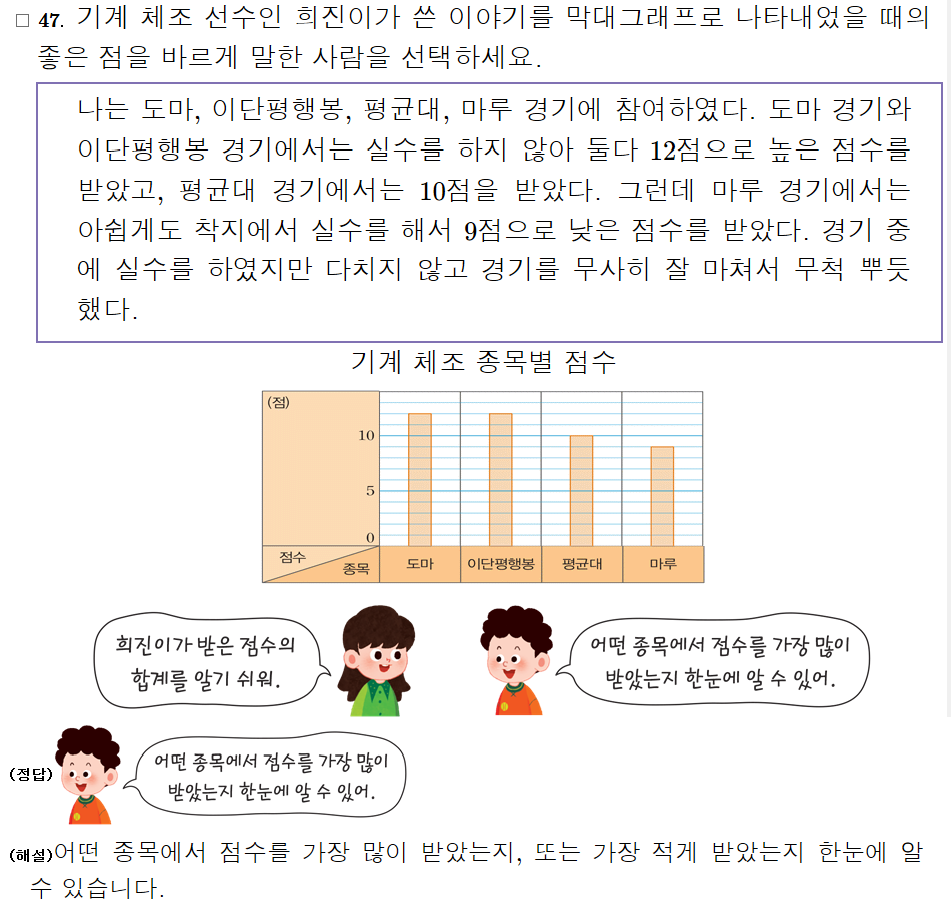 □ 47. 기계 체조 선수인 희진이가 쓴 이야기를 막대그래프로 나타내었을 때의
좋은 점을 바르게 말한 사람을 선택하세요.
나는 도마, 이단평행봉, 평균대, 마루 경기에 참여하였다. 도마 경기와
이단평행봉 경기에서는 실수를 하지 않아 둘다 12점으로 높은 점수를
받았고, 평균대 경기에서는 10점을 받았다. 그런데 마루 경기에서는
아쉽게도 착지에서 실수를 해서 9점으로 낮은 점수를 받았다. 경기 중
에 실수를 하였지만 다치지 않고 경기를 무사히 잘 마쳐서 무척 뿌듯
했다.
기계 체조 종목별 점수
(점)
10
5
0
점수
종목
도마 이단평행봉 평균대 마루
희진이가 받은 점수의
합계를 알기 쉬워.
어떤 종목에서 점수를 가장 많이
받았는지 한눈에 알 수 있어.
(정답)
어떤 종목에서 점수를 가장 많이
받았는지 한눈에 알 수 있어.
(해설)어떤 종목에서 점수를 가장 많이 받았는지, 또는 가장 적게 받았는지 한눈에 알
수 있습니다.